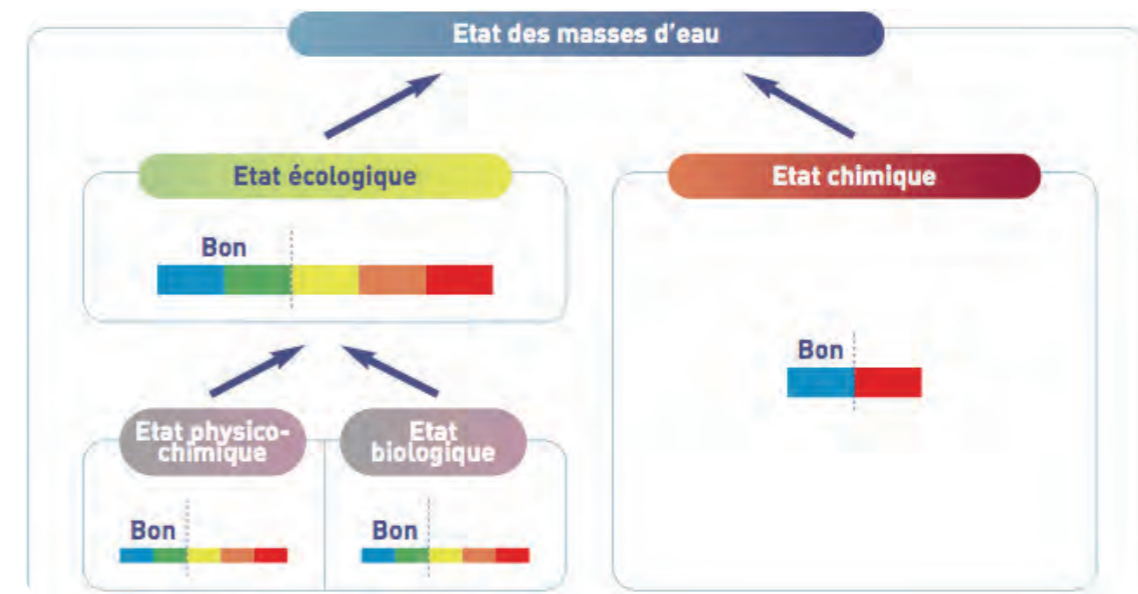 Etat des masses d'eau
Etat écologique
Bon
Etat chimique
Bon
Etat physico-
chimique
Bon
Etat
biologique
Bon